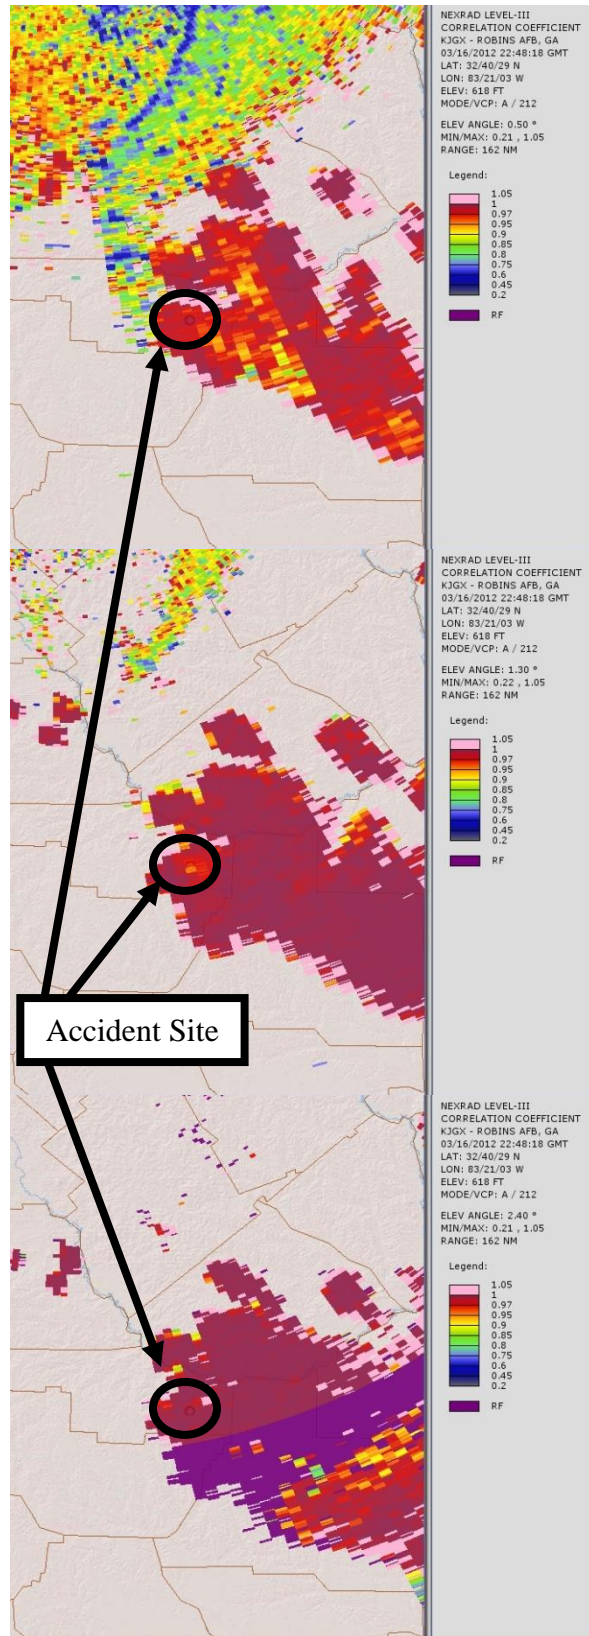 NEXRAD LEVEL-III
CORRELATION COEFFICIENT
KJGX - ROBINS AFB, GA
03/16/2012 22:48:18 GMT
LAT: 32/40/29 N
LON: 83/21/03 W
ELEV: 618 FT
MODE/VCP: A / 212
ELEV ANGLE: 0.50 °
MIN/MAX: 0.21 , 1.05
RANGE: 162 NM
Legend:
1.05
1
0.97
0.95
0.9
0.85
0.8
0.75
0.6
0.45
0.2
RF
NEXRAD LEVEL-III
CORRELATION COEFFICIENT
KJGX - ROBINS AFB, GA
03/16/2012 22:48:18 GMT
LAT: 32/40/29 N
LON: 83/21/03 W
ELEV: 618 FT
MODE/VCP: A / 212
ELEV ANGLE: 1.30 °
MIN/MAX: 0.22 , 1.05
RANGE: 162 NM
Legend:
1.05
1
0.97
0.95
0.9
0.85
0.8
0.75
0.6
0.45
0.2
RF
Accident Site
NEXRAD LEVEL-III
CORRELATION COEFFICIENT
KJGX - ROBINS AFB, GA
03/16/2012 22:48:18 GMT
LAT: 32/40/29 N
LON: 83/21/03 W
ELEV: 618 FT
MODE/VCP: A / 212
ELEV ANGLE: 2.40 °
MIN/MAX: 0.21 , 1.05
RANGE: 162 NM
Legend:
1.05
1
0.97
0.95
0.9
0.85
0.8
0.75
0.6
0.45
0.2
RF